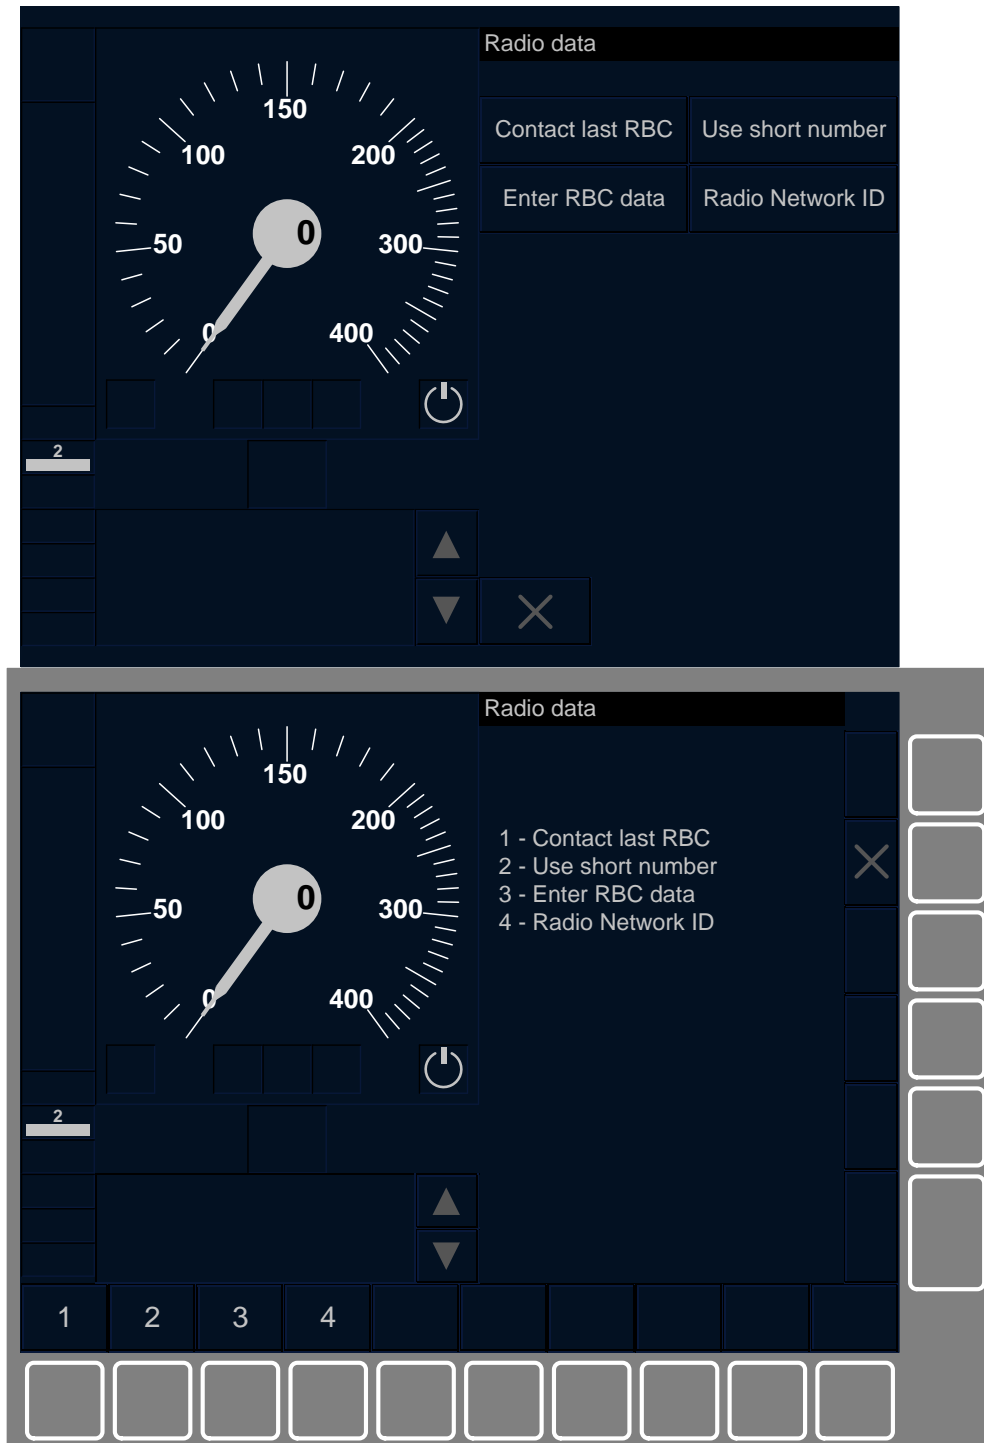 Radio data
150
Contact last RBC
Use short number
100
200
Enter RBC data
Radio Network ID
0
50
300
0
400
2
Radio data
150
100
200
1 - Contact last RBC
2 - Use short number
3 - Enter RBC data
4 - Radio Network ID
0
50
300
0
400
2
1
2
3
4